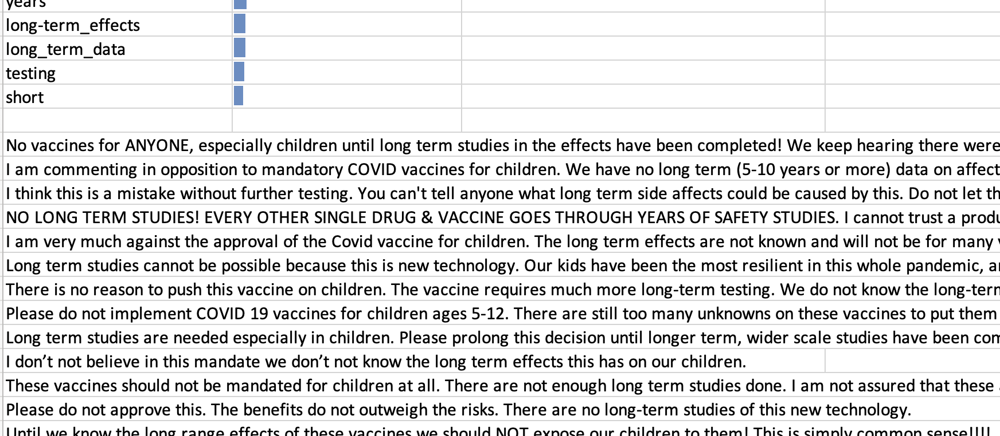 years
long-term_effects
long_term_data
testing
short
No vaccines for ANYONE, especially children until long term studies in the effects have been completed! We keep hearing there were
I am commenting in opposition to mandatory COVID vaccines for children. We have no long term (5-10 years or more) data on affect
I think this is a mistake without further testing. You can't tell anyone what long term side affects could be caused by this. Do not let th
NO LONG TERM STUDIES! EVERY OTHER SINGLE DRUG & VACCINE GOES THROUGH YEARS OF SAFETY STUDIES. I cannot trust a produ
I am very much against the approval of the Covid vaccine for children. The long term effects are not known and will not be for many
Long term studies cannot be possible because this is new technology. Our kids have been the most resilient in this whole pandemic, a
There is no reason to push this vaccine on children. The vaccine requires much more long-term testing. We do not know the long-tern
Please do not implement COVID 19 vaccines for children ages 5-12. There are still too many unknowns on these vaccines to put them
Long term studies are needed especially in children. Please prolong this decision until longer term, wider scale studies have been con
I don’t not believe in this mandate we don’t not know the long term effects this has on our children.
These vaccines should not be mandated for children at all. There are not enough long term studies done. I am not assured that these
Please do not approve this. The benefits do not outweigh the risks. There are no long-term studies of this new technology.
Until we know the long range effects of these vaccines we should NOT expose our children to them! This is simply common sense!!!!